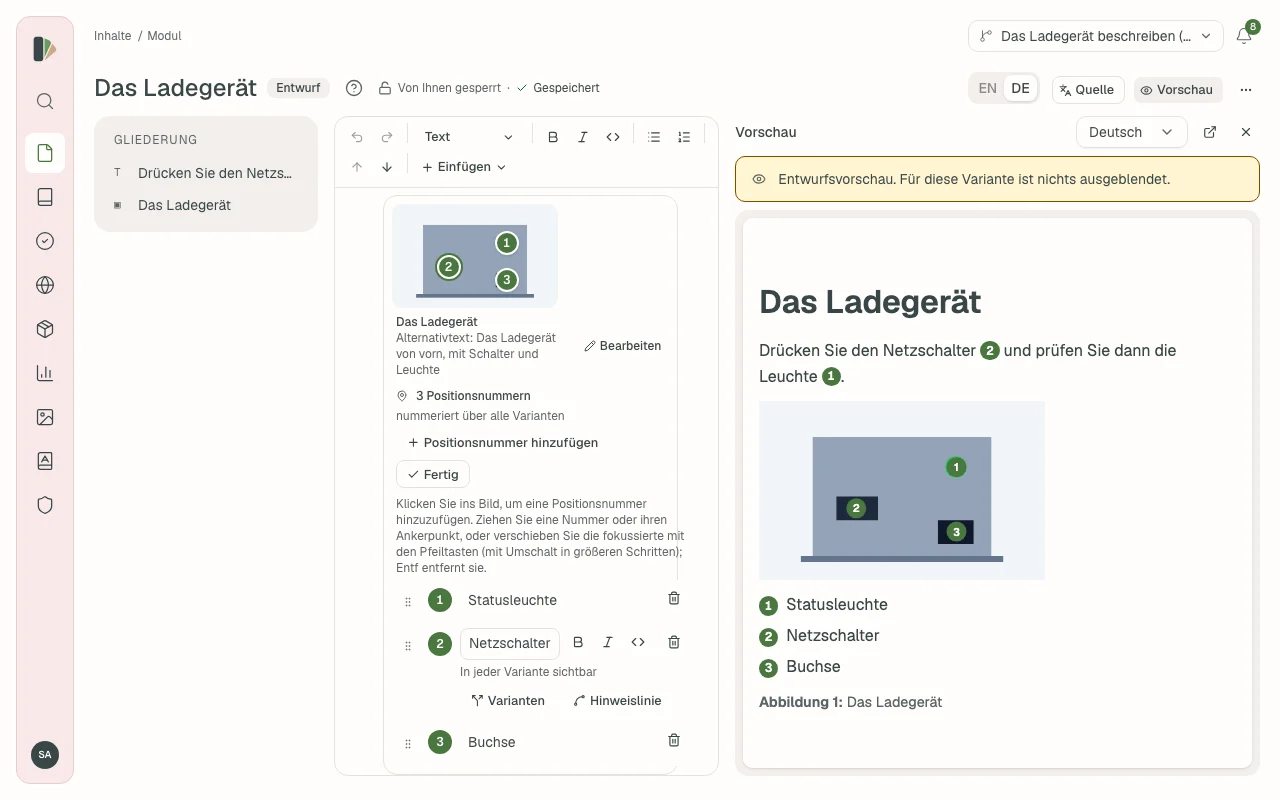 Inhalte / Modul
Das Ladegerät beschreiben (...
8
Das Ladegerät
Entwurf
Von Ihnen gesperrt · Gespeichert
EN DE
Quelle
Vorschau
GLIEDERUNG
T Drücken Sie den Netzs...
Das Ladegerät
Text
B I
Einfügen
1
2
3
Das Ladegerät
Alternativtext: Das Ladegerät
von vorn, mit Schalter und
Leuchte
Bearbeiten
3 Positionsnummern
nummeriert über alle Varianten
+ Positionsnummer hinzufügen
Fertig
Klicken Sie ins Bild, um eine Positionsnummer
hinzuzufügen. Ziehen Sie eine Nummer oder ihren
Ankerpunkt, oder verschieben Sie die fokussierte mit
den Pfeiltasten (mit Umschalt in größeren Schritten);
Entf entfernt sie.
1 Statusleuchte
2 Netzschalter B I
In jeder Variante sichtbar
Varianten Hinweislinie
3 Buchse
Vorschau
Deutsch
Entwurfsvorschau. Für diese Variante ist nichts ausgeblendet.
Das Ladegerät
Drücken Sie den Netzschalter 2 und prüfen Sie dann die
Leuchte 1.
1
2
3
1 Statusleuchte
2 Netzschalter
3 Buchse
Abbildung 1: Das Ladegerät
SA